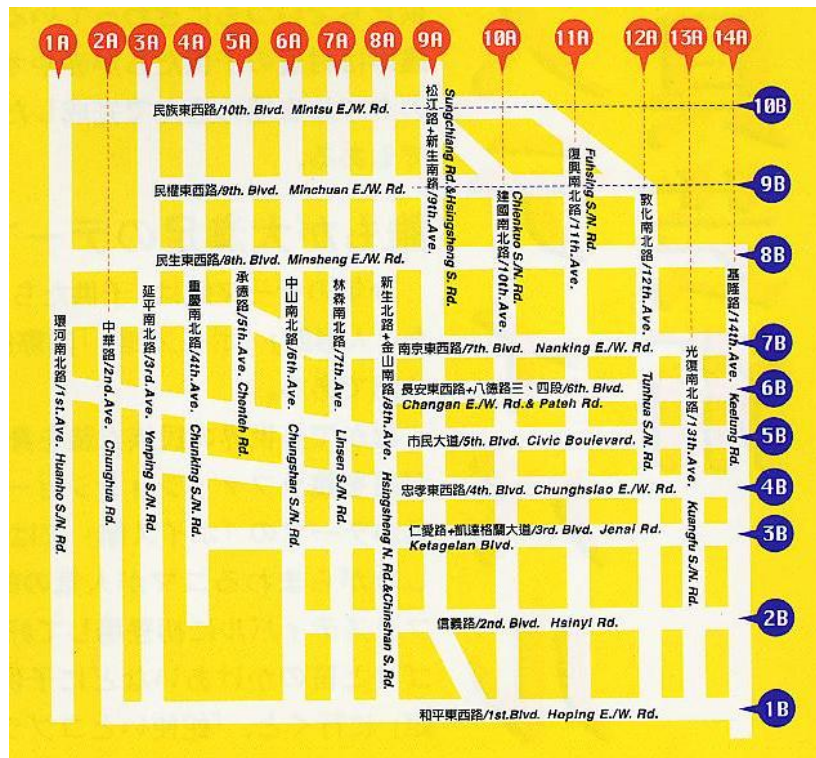 1A
2A
3A
4A
5A
6A
7A
8A
9A
10A
11A
12A
13A
14A
10B
9B
8B
7B
6B
5B
4B
3B
2B
1B
民族東西路/10th. Blvd. Mintsu E./W. Rd.
民權東西路/9th. Blvd. Minchuan E./W. Rd.
民生東西路/8th. Blvd. Minsheng E./W. Rd.
南京東西路/7th. Blvd. Nanking E./W. Rd.
長安東西路+八德路三、四段/6th. Blvd.
Changan E./W. Rd.& Pateh Rd.
市民大道/5th. Blvd. Civic Boulevard.
忠孝東西路/4th. Blvd. Chunghsiao E./W. Rd.
仁愛路+凱達格蘭大道/3rd. Blvd. Jenai Rd.
Ketagelan Blvd.
信義路/2nd. Blvd. Hsinyi Rd.
和平東西路/1st.Blvd. Hoping E./W. Rd.
環河南北路/1st.Ave. Huanho S./N. Rd.
中華路/2nd.Ave. Chunghua Rd.
延平南北路/3rd.Ave. Yenping S./N. Rd.
重慶南北路/4th.Ave. Chunking S./N. Rd.
承德路/5th.Ave. Chenteh Rd.
中山南北路/6th.Ave. Chungshan S./N. Rd.
林森南北路/7th.Ave. Linsen S./N. Rd.
新生北路+金山南路/8th.Ave. Hsingsheng N. Rd.&Chinshan S. Rd.
松江路+新生南路/9th.Ave.
Sungchiang Rd.&Hsingsheng S. Rd.
建國南北路/10th.Ave.
Chienkuo S./N. Rd.
復興南北路/11th.Ave.
Fuhsing S./N. Rd.
敦化南北路/12th.Ave.
Tunhua S./N. Rd.
光復南北路/13th.Ave. Kuangfu S./N. Rd.
基隆路/14th.Ave. Keelung Rd.